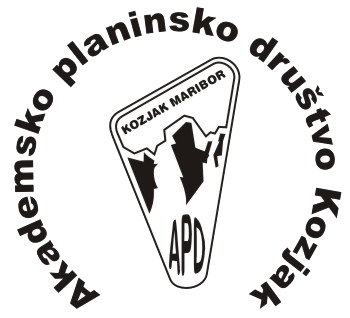 Akademsko planinsko društvo Kozjak
KOZJAK MARIBOR
APD